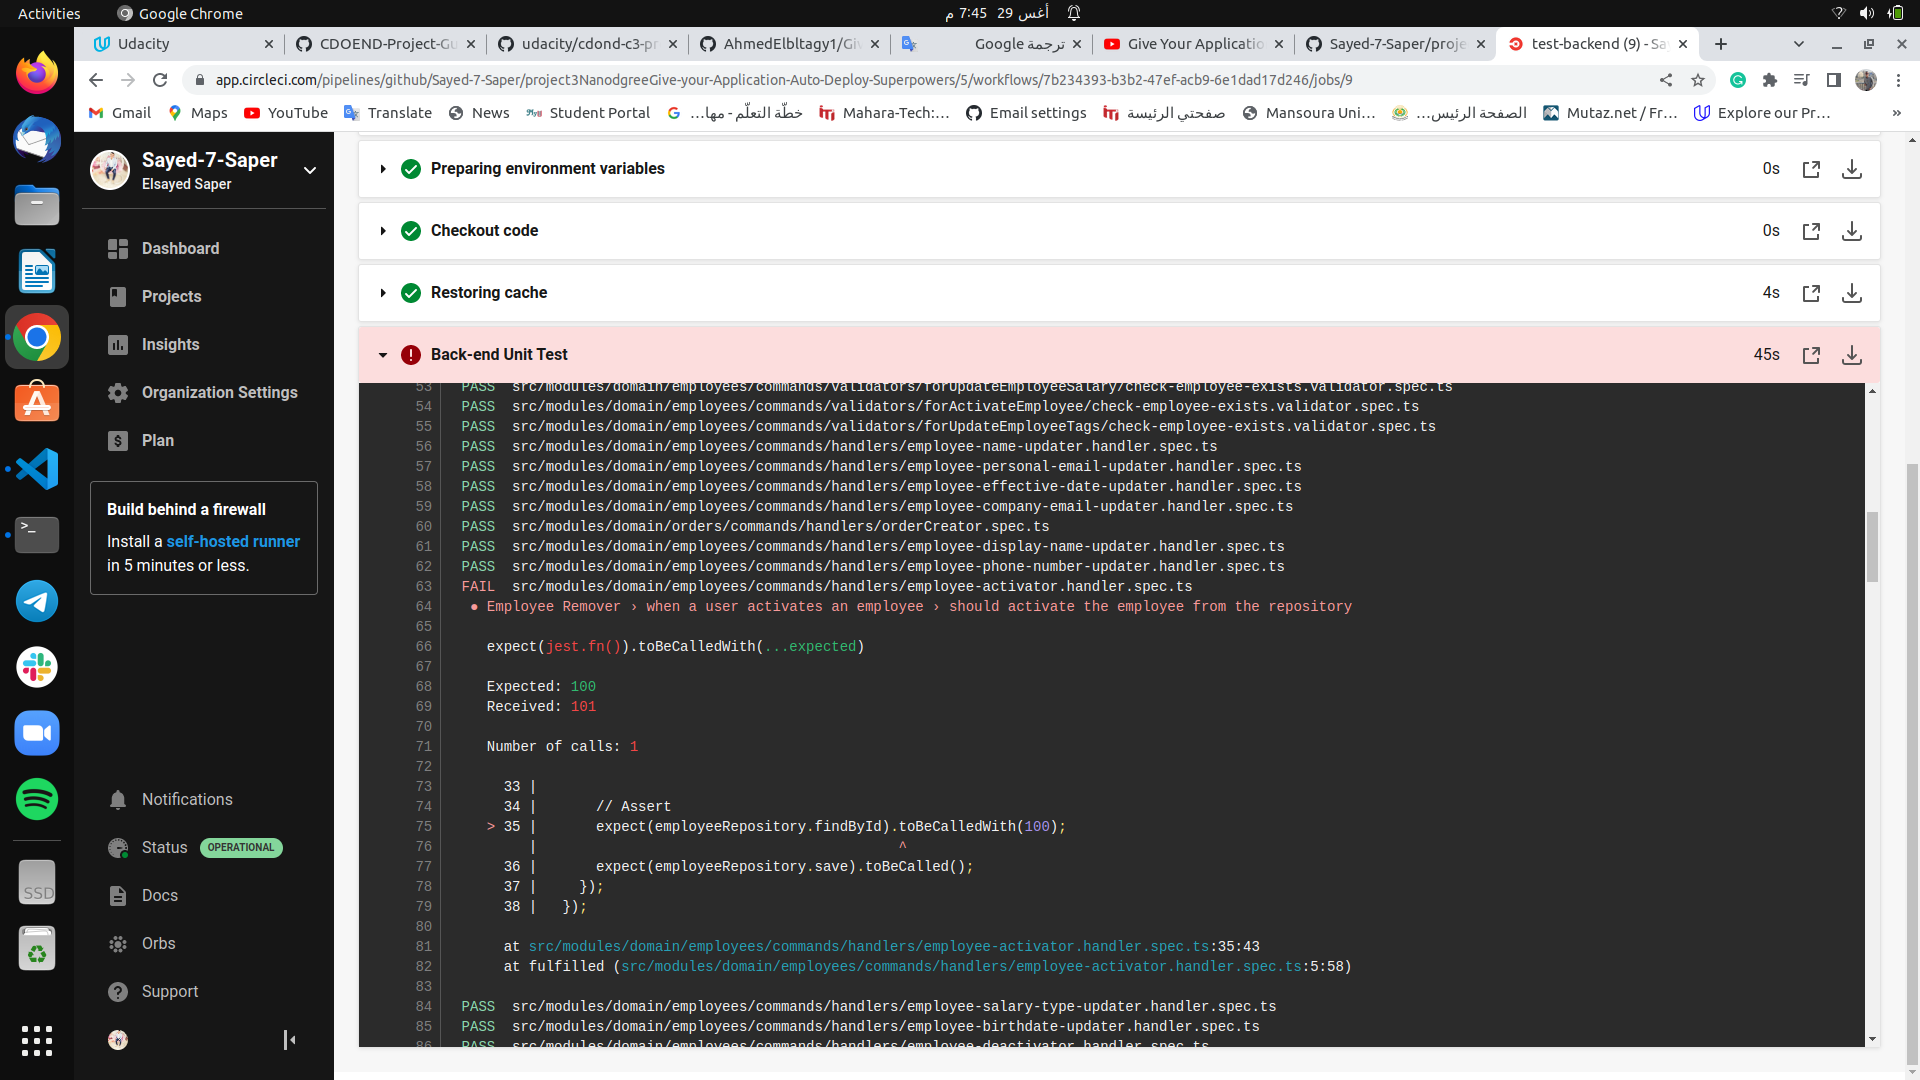 Activities
Google Chrome
أغس 29 7:45 م
Udacity
CDOEND-Project-Gu
udacity/cdond-c3-pr
AhmedElbltagy1/Giv
ترجمة Google
Give Your Applicatio
Sayed-7-Saper/proje
test-backend (9) - Sa
app.circleci.com/pipelines/github/Sayed-7-Saper/project3NanodgreeGive-your-Application-Auto-Deploy-Superpowers/5/workflows/7b234393-b3b2-47ef-acb9-6e1dad17d246/jobs/9
Gmail
Maps
YouTube
Translate
News
Student Portal
خطّة التعلّم - مها...
Mahara-Tech:...
Email settings
صفحتي الرئيسة
Mansoura Uni...
الصفحة الرئيس...
Mutaz.net / Fr...
Explore our Pr...
»
Sayed-7-Saper
Elsayed Saper
Dashboard
Projects
Insights
Organization Settings
Plan
Build behind a firewall
Install a self-hosted runner
in 5 minutes or less.
Notifications
Status OPERATIONAL
Docs
Orbs
Support
SSD
Preparing environment variables 0s
Checkout code 0s
Restoring cache 4s
Back-end Unit Test 45s
53 PASS src/modules/domain/employees/commands/validators/forUpdateEmployeeSalary/check-employee-exists.validator.spec.ts
54 PASS src/modules/domain/employees/commands/validators/forActivateEmployee/check-employee-exists.validator.spec.ts
55 PASS src/modules/domain/employees/commands/validators/forUpdateEmployeeTags/check-employee-exists.validator.spec.ts
56 PASS src/modules/domain/employees/commands/handlers/employee-name-updater.handler.spec.ts
57 PASS src/modules/domain/employees/commands/handlers/employee-personal-email-updater.handler.spec.ts
58 PASS src/modules/domain/employees/commands/handlers/employee-effective-date-updater.handler.spec.ts
59 PASS src/modules/domain/employees/commands/handlers/employee-company-email-updater.handler.spec.ts
60 PASS src/modules/domain/orders/commands/handlers/orderCreator.spec.ts
61 PASS src/modules/domain/employees/commands/handlers/employee-display-name-updater.handler.spec.ts
62 PASS src/modules/domain/employees/commands/handlers/employee-phone-number-updater.handler.spec.ts
63 FAIL src/modules/domain/employees/commands/handlers/employee-activator.handler.spec.ts
64 ● Employee Remover › when a user activates an employee › should activate the employee from the repository
65
66 expect(jest.fn()).toBeCalledWith(...expected)
67
68 Expected: 100
69 Received: 101
70
71 Number of calls: 1
72
73 33 |
74 34 | // Assert
75 > 35 | expect(employeeRepository.findById).toBeCalledWith(100);
76 | ^
77 36 | expect(employeeRepository.save).toBeCalled();
78 37 | });
79 38 | });
80
81 at src/modules/domain/employees/commands/handlers/employee-activator.handler.spec.ts:35:43
82 at fulfilled (src/modules/domain/employees/commands/handlers/employee-activator.handler.spec.ts:5:58)
83
84 PASS src/modules/domain/employees/commands/handlers/employee-salary-type-updater.handler.spec.ts
85 PASS src/modules/domain/employees/commands/handlers/employee-birthdate-updater.handler.spec.ts
86 PASS src/modules/domain/employees/commands/handlers/employee-deactivator.handler.spec.ts